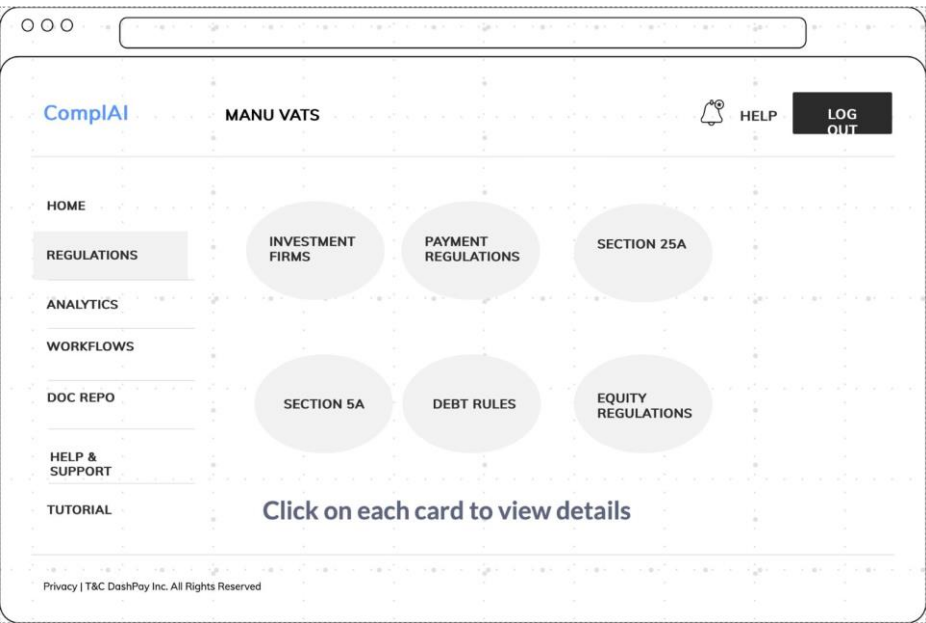 ComplAI
MANU VATS
HELP
LOG
OUT
HOME
REGULATIONS
ANALYTICS
WORKFLOWS
DOC REPO
HELP &
SUPPORT
TUTORIAL
INVESTMENT
FIRMS
PAYMENT
REGULATIONS
SECTION 25A
SECTION 5A
DEBT RULES
EQUITY
REGULATIONS
Click on each card to view details
Privacy | T&C DashPay Inc. All Rights Reserved